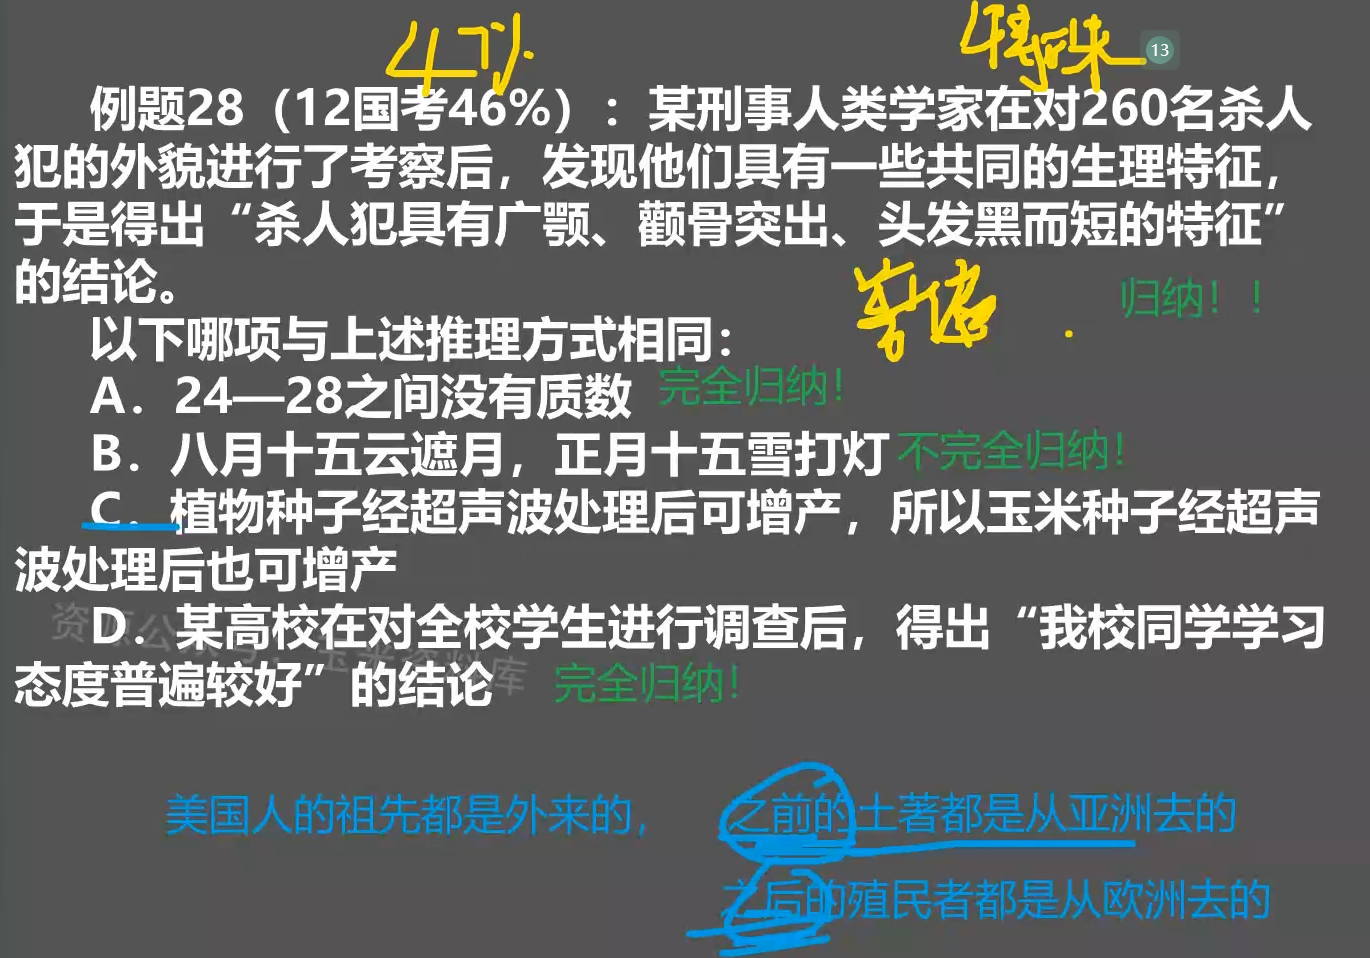 特殊
13
例题28（12国考46%）：某刑事人类学家在对260名杀人
犯的外貌进行了考察后，发现他们具有一些共同的生理特征，
于是得出“杀人犯具有广颚、颧骨突出、头发黑而短的特征”
的结论。
归纳！！
以下哪项与上述推理方式相同：
A．24—28之间没有质数 完全归纳！
B．八月十五云遮月，正月十五雪打灯 不完全归纳！
C．植物种子经超声波处理后可增产，所以玉米种子经超声
波处理后也可增产
D．某高校在对全校学生进行调查后，得出“我校同学学习
态度普遍较好”的结论 完全归纳！
美国人的祖先都是外来的， 之前的土著都是从亚洲去的
之后的殖民者都是从欧洲去的